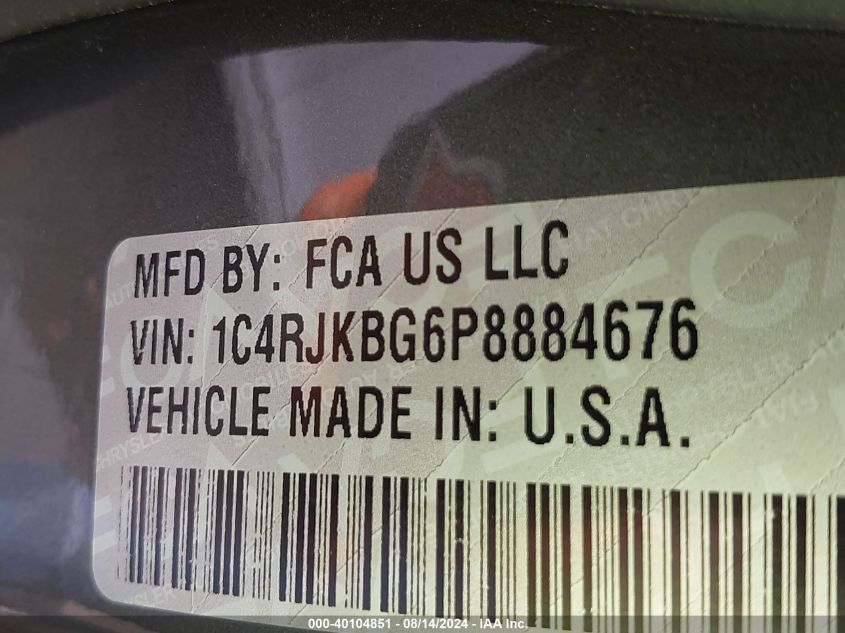 MFD BY: FCA US LLC
VIN: 1C4RJKBG6P8884676
VEHICLE MADE IN: U.S.A.
000-40104851 - 08/14/2024 - IAA Inc.